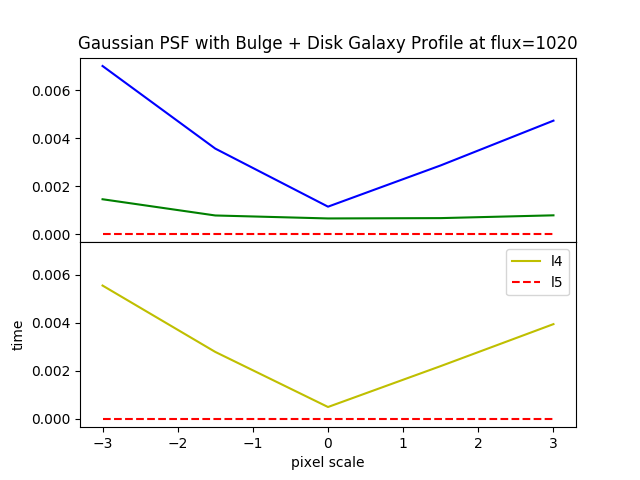 Gaussian PSF with Bulge + Disk Galaxy Profile at flux=1020
0.006
0.004
0.002
0.000
0.006
0.004
0.002
0.000
time
l4
l5
−3 −2 −1 0 1 2 3
pixel scale